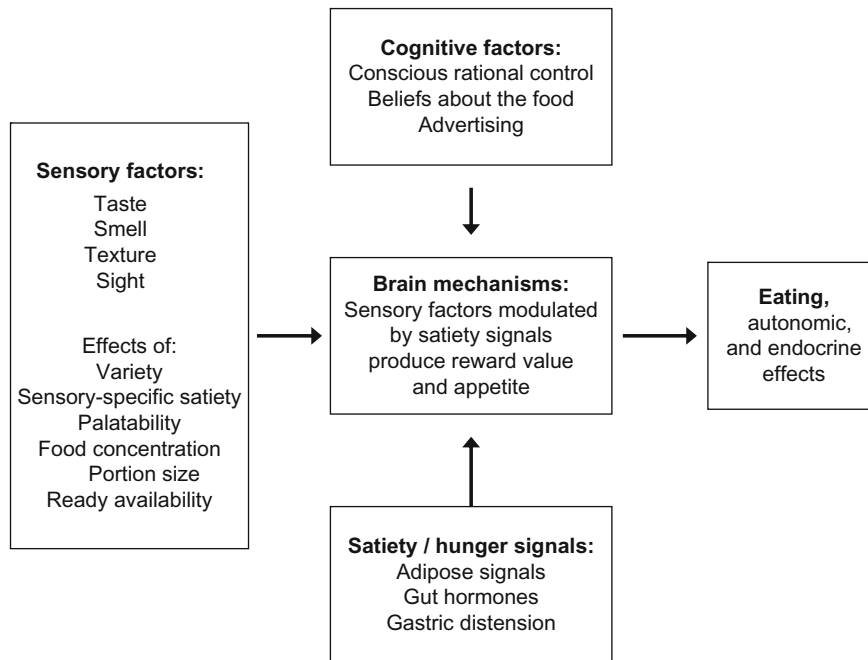 Cognitive factors:
Conscious rational control
Beliefs about the food
Advertising
Sensory factors:
Taste
Smell
Texture
Sight
Effects of:
Variety
Sensory-specific satiety
Palatability
Food concentration
Portion size
Ready availability
Brain mechanisms:
Sensory factors modulated
by satiety signals
produce reward value
and appetite
Eating,
autonomic,
and endocrine
effects
Satiety / hunger signals:
Adipose signals
Gut hormones
Gastric distension